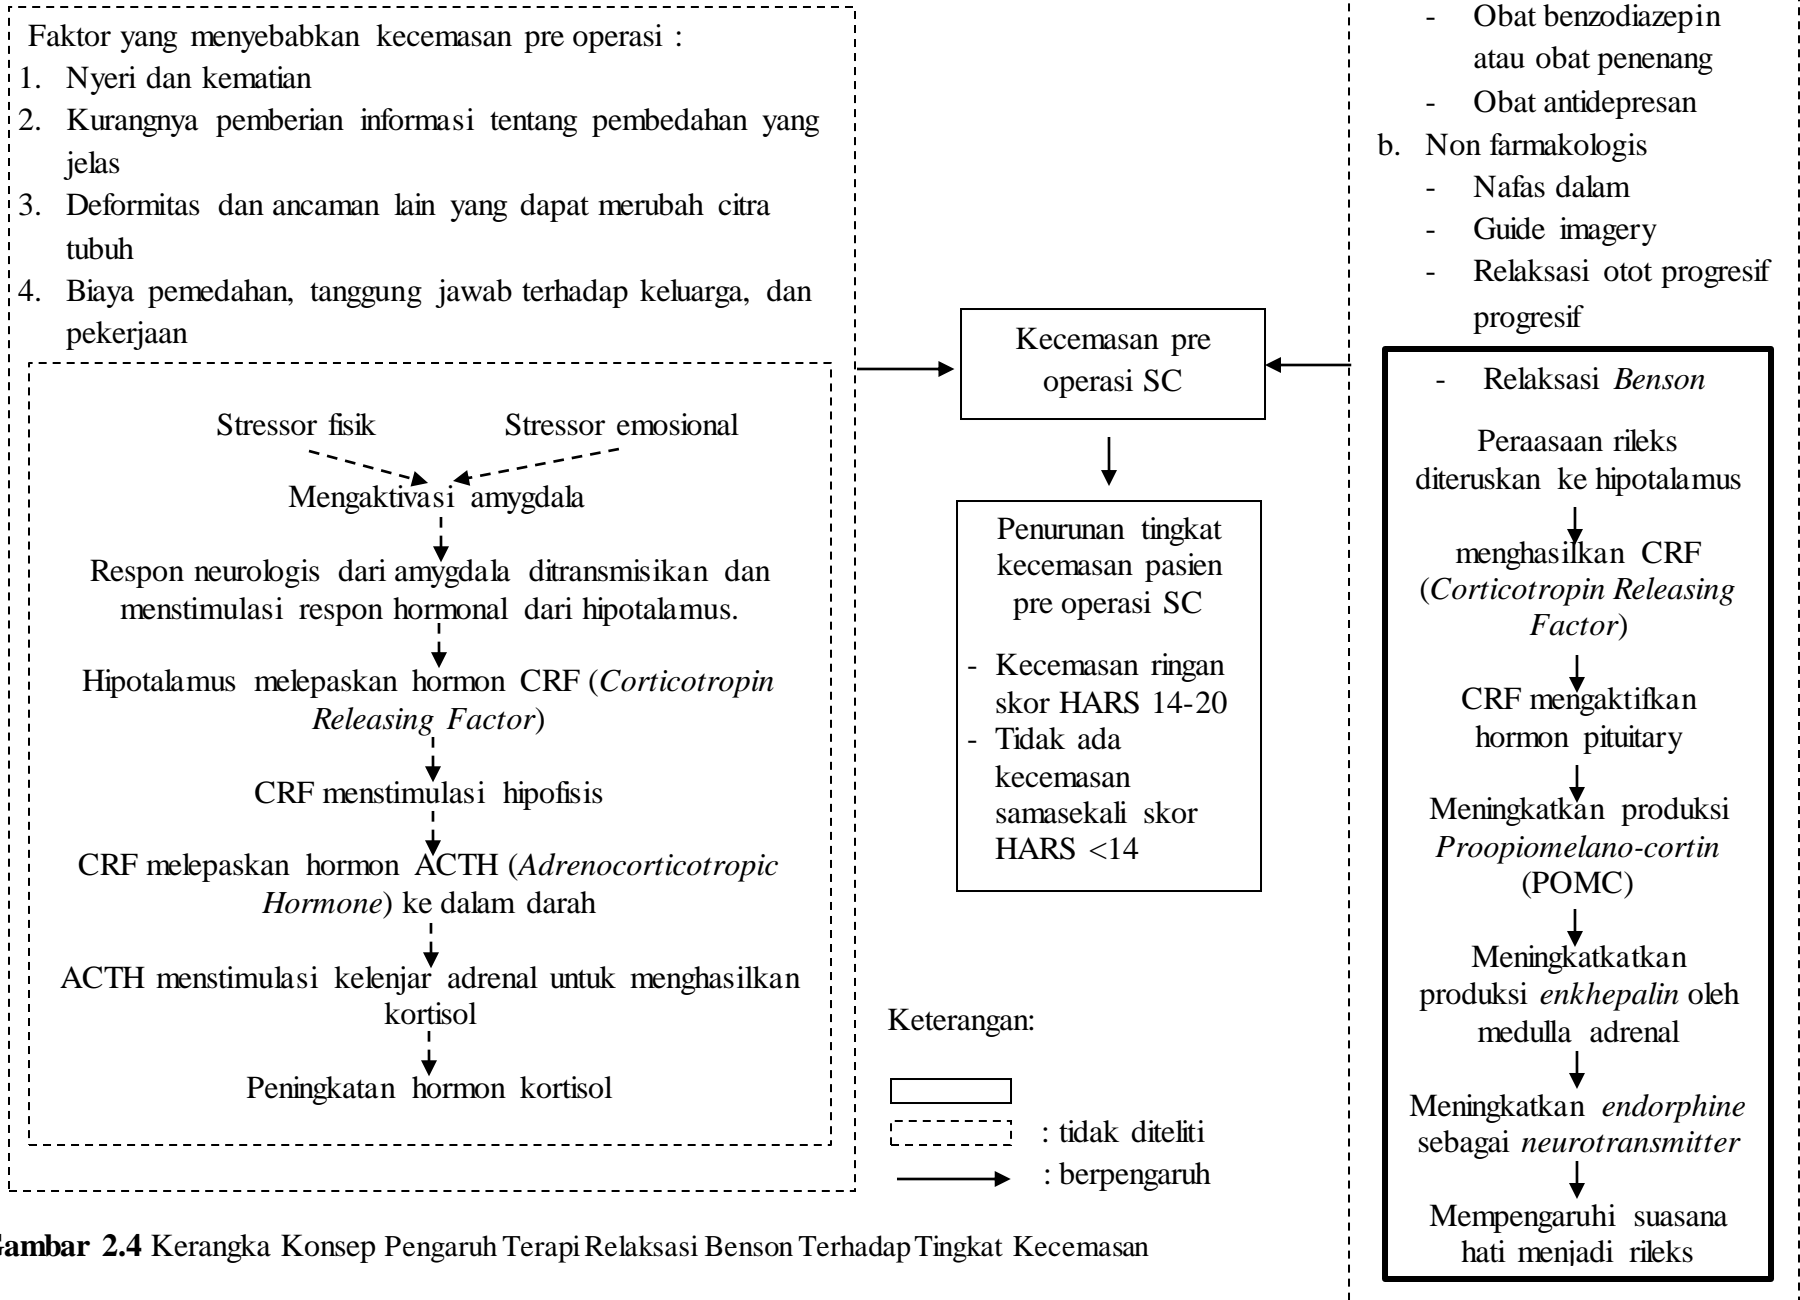 Faktor yang menyebabkan kecemasan pre operasi :
1. Nyeri dan kematian
2. Kurangnya pemberian informasi tentang pembedahan yang
jelas
3. Deformitas dan ancaman lain yang dapat merubah citra
tubuh
4. Biaya pemedahan, tanggung jawab terhadap keluarga, dan
pekerjaan
Stressor fisik
Stressor emosional
Mengaktivasi amygdala
Respon neurologis dari amygdala ditransmisikan dan
menstimulasi respon hormonal dari hipotalamus.
Hipotalamus melepaskan hormon CRF (Corticotropin
Releasing Factor)
CRF menstimulasi hipofisis
CRF melepaskan hormon ACTH (Adrenocorticotropic
Hormone) ke dalam darah
ACTH menstimulasi kelenjar adrenal untuk menghasilkan
kortisol
Peningkatan hormon kortisol
Kecemasan pre
operasi SC
Penurunan tingkat
kecemasan pasien
pre operasi SC
- Kecemasan ringan
skor HARS 14-20
- Tidak ada
kecemasan
samasekali skor
HARS <14
Keterangan:
: tidak diteliti
: berpengaruh
- Obat benzodiazepin
atau obat penenang
- Obat antidepresan
b. Non farmakologis
- Nafas dalam
- Guide imagery
- Relaksasi otot progresif
progresif
- Relaksasi Benson
Peraasaan rileks
diteruskan ke hipotalamus
menghasilkan CRF
(Corticotropin Releasing
Factor)
CRF mengaktifkan
hormon pituitary
Meningkatkan produksi
Proopiomelano-cortin
(POMC)
Meningkatkatkan
produksi enkhepalin oleh
medulla adrenal
Meningkatkan endorphine
sebagai neurotransmitter
Mempengaruhi suasana
hati menjadi rileks
Gambar 2.4 Kerangka Konsep Pengaruh Terapi Relaksasi Benson Terhadap Tingkat Kecemasan